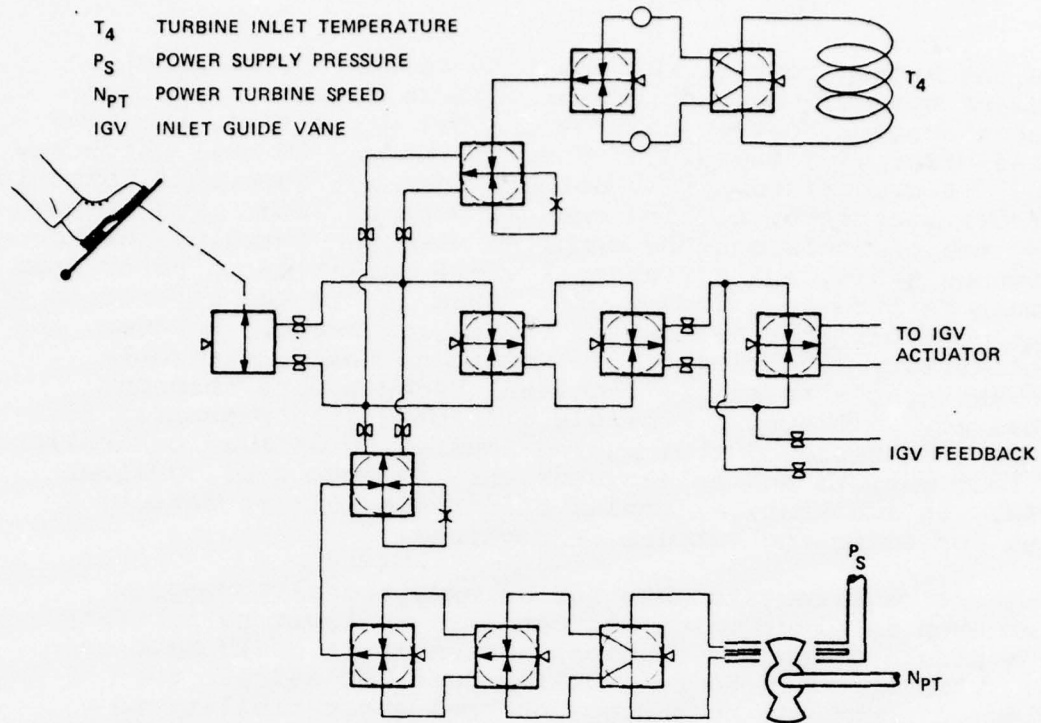 T4 TURBINE INLET TEMPERATURE
PS POWER SUPPLY PRESSURE
NPT POWER TURBINE SPEED
IGV INLET GUIDE VANE
T4
TO IGV
ACTUATOR
IGV FEEDBACK
PS
NPT